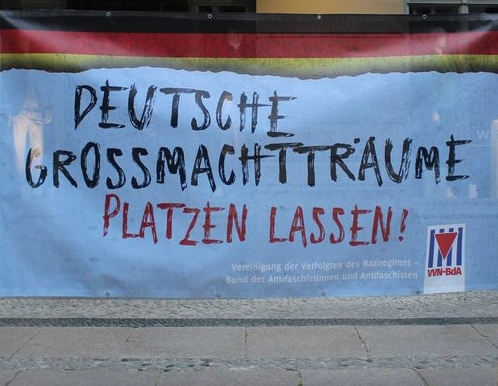 DEUTSCHE
GROSSMACHTTRÄUME
PLATZEN LASSEN!
Vereinigung der Verfolgten des Naziregimes –
Bund der Antifaschistinnen und Antifaschisten
VVN-BdA